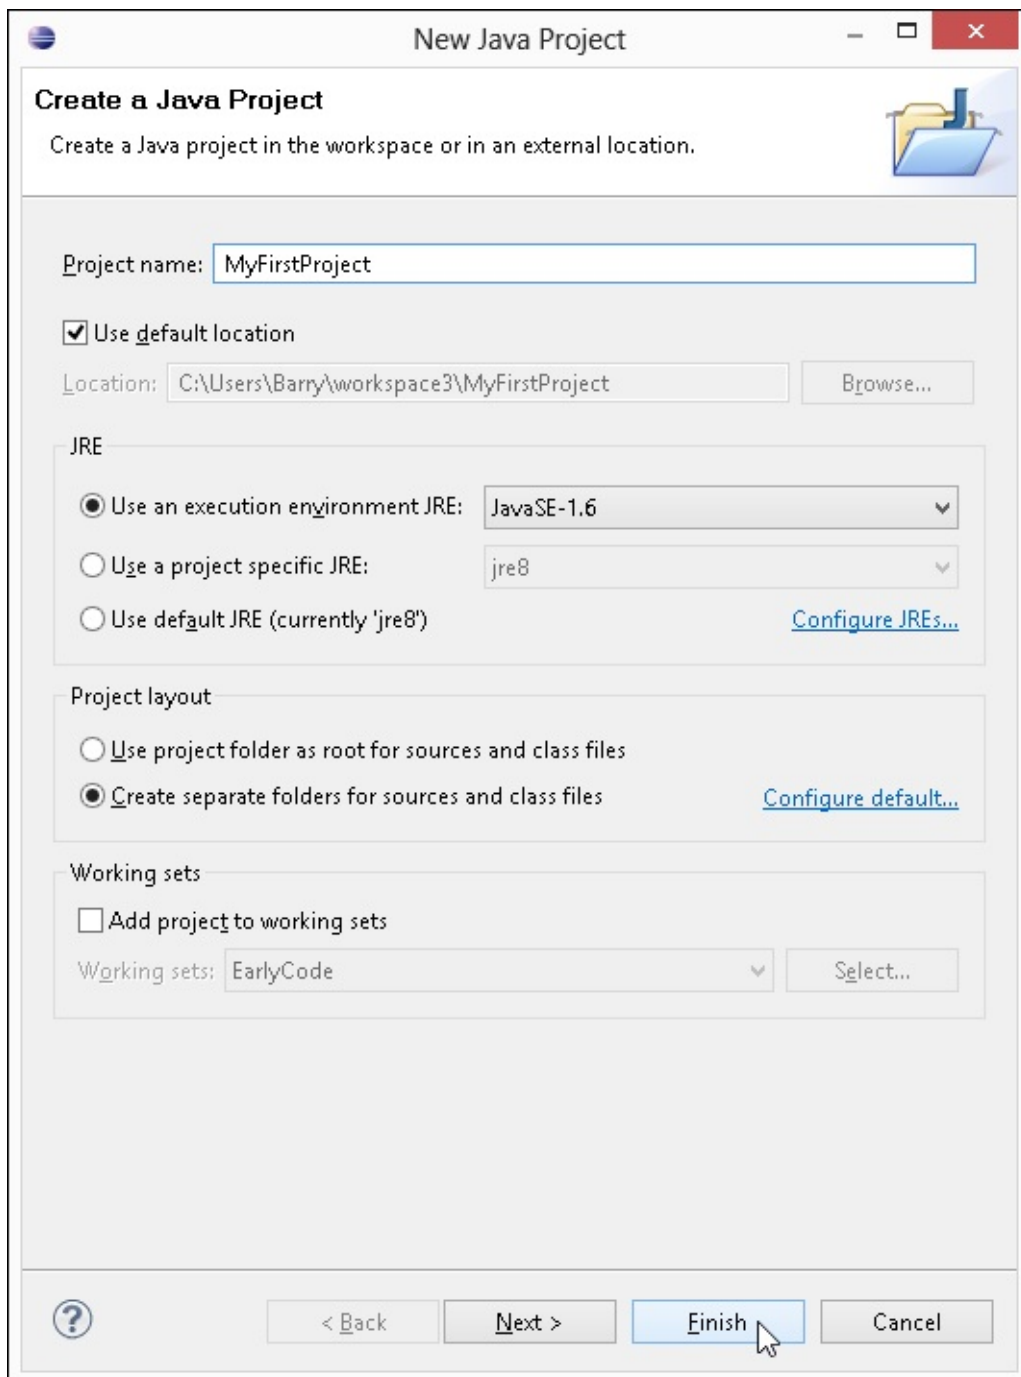 New Java Project
Create a Java Project
Create a Java project in the workspace or in an external location.
Project name: MyFirstProject
Use default location
Location: C:\Users\Barry\workspace3\MyFirstProject Browse...
JRE
Use an execution environment JRE: JavaSE-1.6
Use a project specific JRE: jre8
Use default JRE (currently 'jre8') Configure JREs...
Project layout
Use project folder as root for sources and class files
Create separate folders for sources and class files Configure default...
Working sets
Add project to working sets
Working sets: EarlyCode Select...
? < Back Next > Finish Cancel